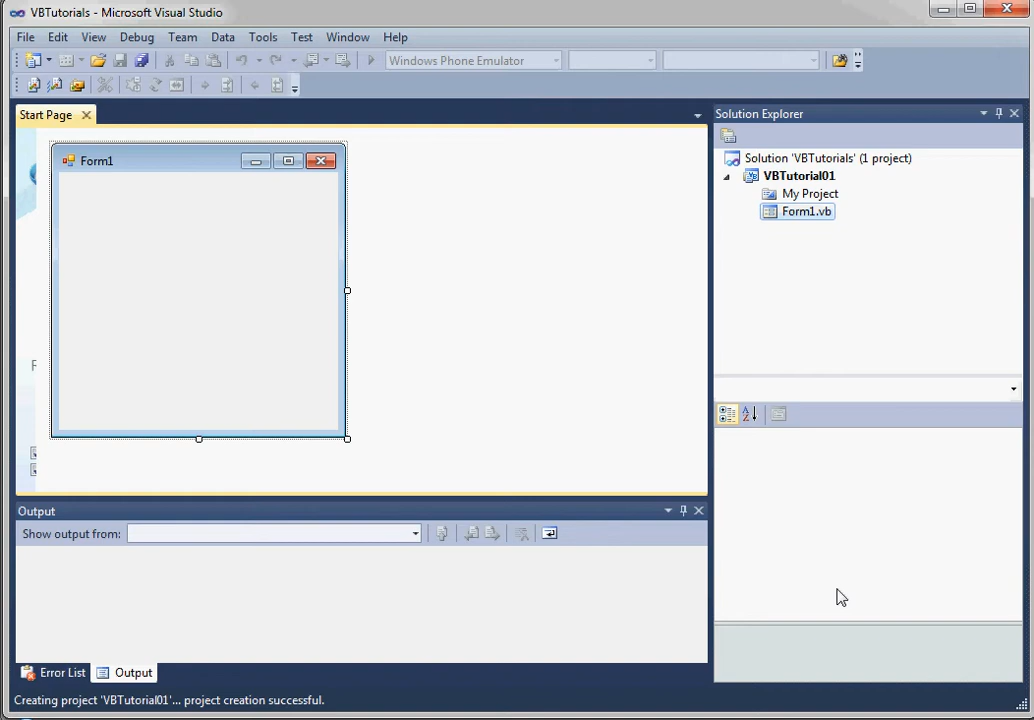 VBTutorials - Microsoft Visual Studio
File Edit View Debug Team Data Tools Test Window Help
Windows Phone Emulator
Start Page
Solution Explorer
Form1
Solution 'VBTutorials' (1 project)
VBTutorial01
My Project
Form1.vb
Output
Show output from:
Error List Output
Creating project 'VBTutorial01'... project creation successful.